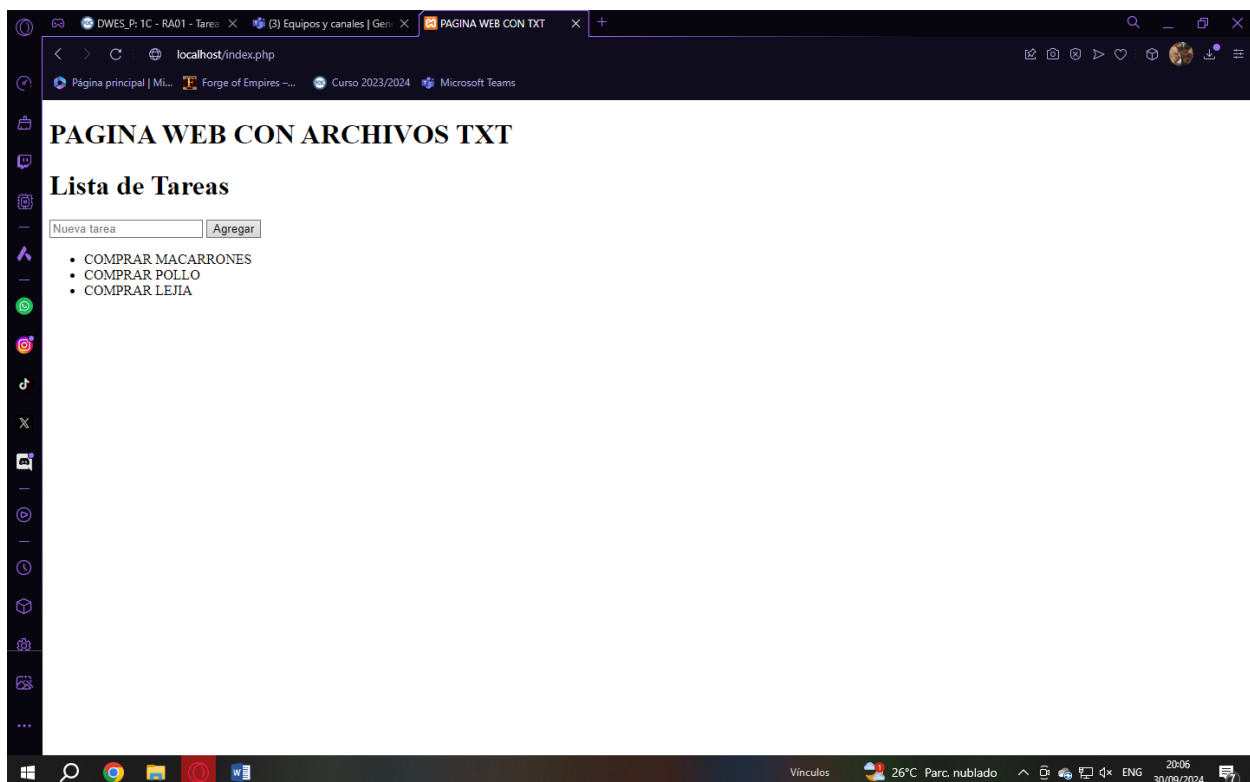 DWES_P: 1C - RA01 - Tarea
(3) Equipos y canales | Gen
PAGINA WEB CON TXT
localhost/index.php
Página principal | Mi...
Forge of Empires –...
Curso 2023/2024
Microsoft Teams
PAGINA WEB CON ARCHIVOS TXT
Lista de Tareas
Nueva tarea
Agregar
COMPRAR MACARRONES
COMPRAR POLLO
COMPRAR LEJIA
Vínculos
26°C Parc. nublado
ENG
20:06
30/09/2024